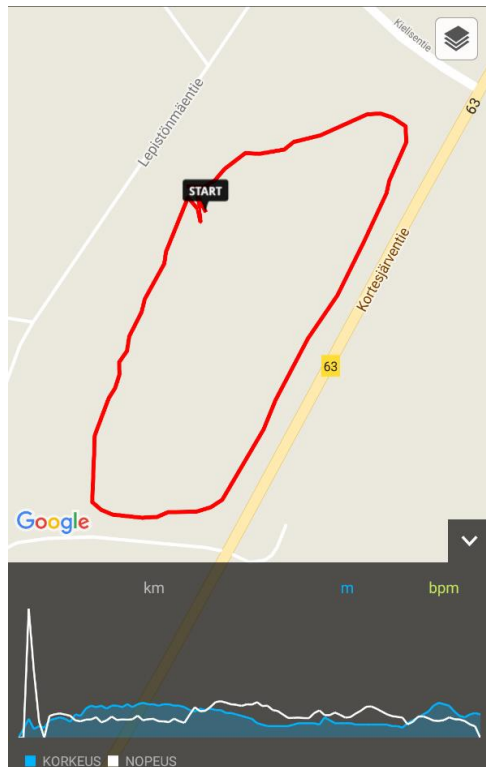 Kielisentie
63
Lepistönmäentie
START
Kortesjärventie
63
Google
km m bpm
KORKEUS NOPEUS